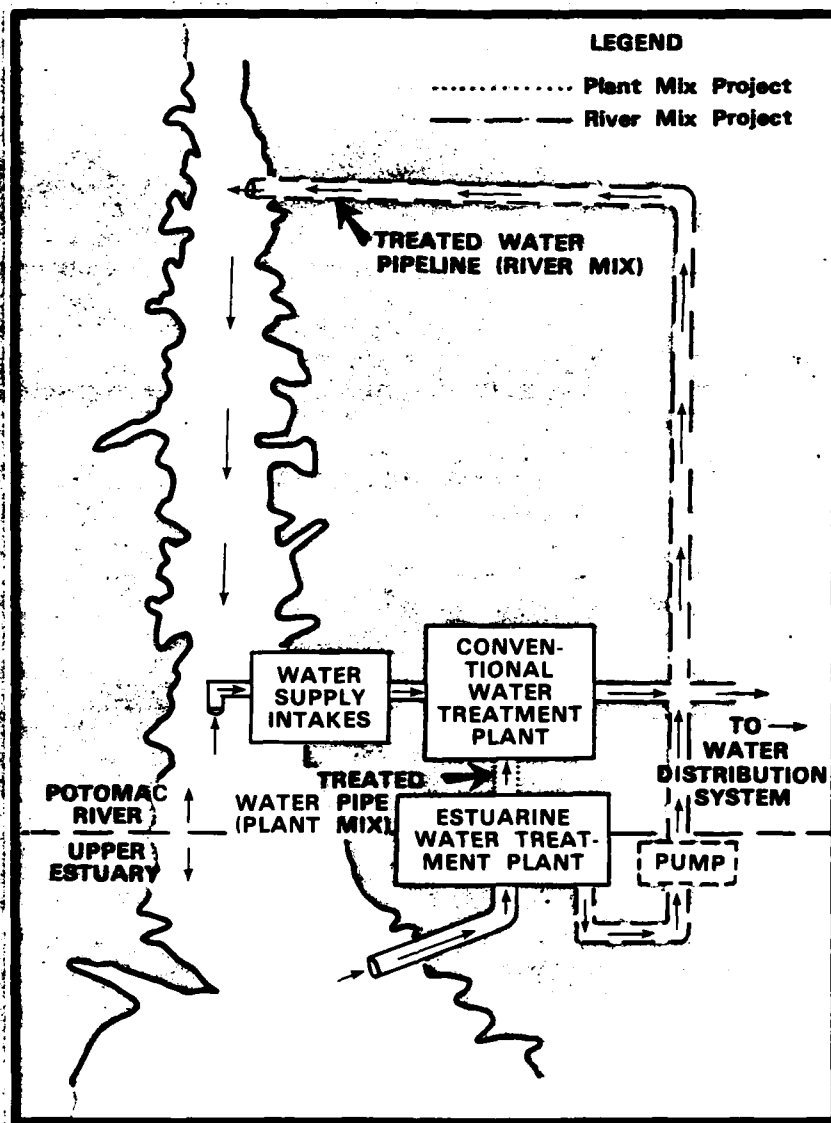 LEGEND
Plant Mix Project
River Mix Project
TREATED WATER
PIPELINE (RIVER MIX)
WATER
SUPPLY
INTAKES
CONVEN-
TIONAL
WATER
TREATMENT
PLANT
TO
WATER
DISTRIBUTION
SYSTEM
TREATED
WATER PIPE
(PLANT MIX)
POTOMAC
RIVER
UPPER
ESTUARY
ESTUARINE
WATER TREAT-
MENT PLANT
PUMP